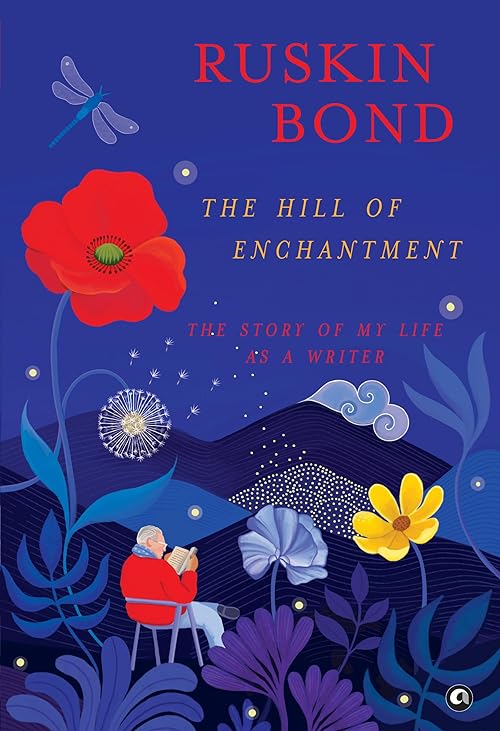 RUSKIN
BOND
THE HILL OF
ENCHANTMENT
THE STORY OF MY LIFE
AS A WRITER